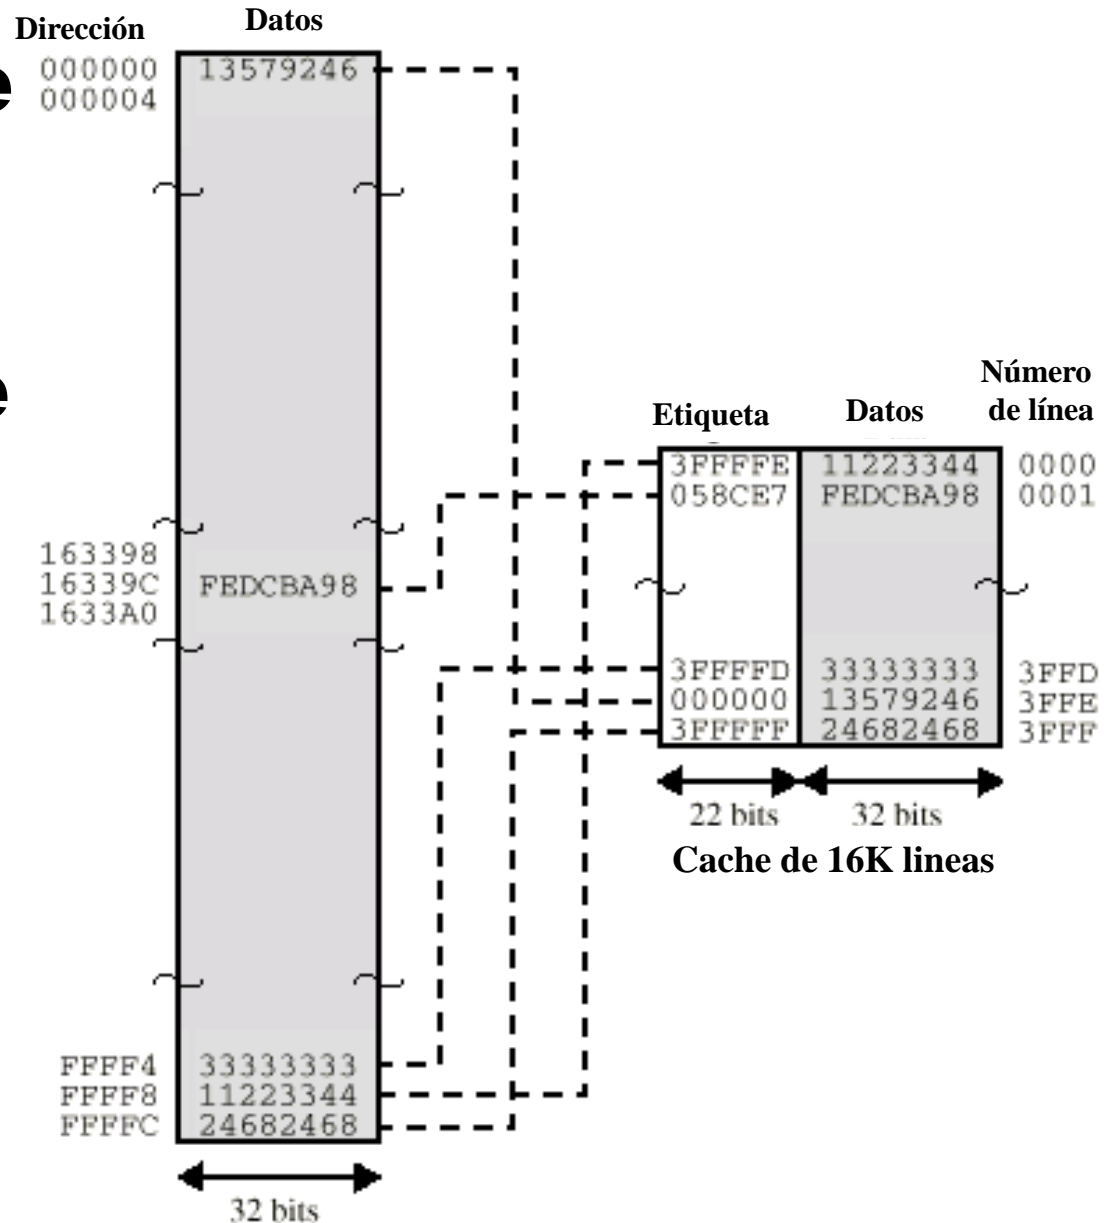 Dirección Datos
e
000000 13579246
000004
e
163398
16339C FEDCBA98
1633A0
FFFF4 33333333
FFFF8 11223344
FFFFC 24682468
32 bits
Etiqueta Datos Número
de línea
3FFFFE 11223344 0000
058CE7 FEDCBA98 0001
3FFFFD 33333333 3FFD
000000 13579246 3FFE
3FFFFF 24682468 3FFF
22 bits 32 bits
Cache de 16K lineas